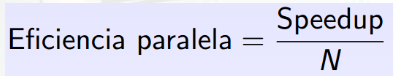 Eficiencia paralela = Speedup / N